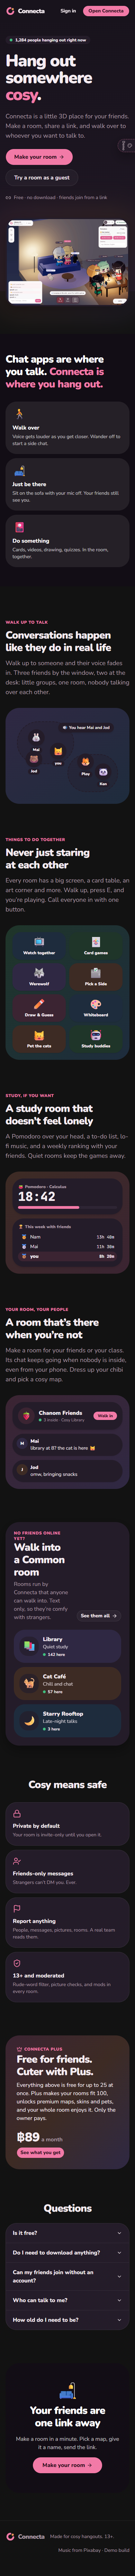 Connecta
Sign in
Open Connecta
1,284 people hanging out right now
Hang out
somewhere
cosy.
Connecta is a little 3D place for your friends.
Make a room, share a link, and walk over to
whoever you want to talk to.
Make your room →
Try a room as a guest
Free · no download · friends join from a link
Chat apps are where
you talk. Connecta is
where you hang out.
Walk over
Voice gets louder as you get closer. Wander off to
start a side chat.
Just be there
Sit on the sofa with your mic off. Your friends still
see you.
Do something
Cards, videos, drawing, quizzes. In the room,
together.
WALK UP TO TALK
Conversations happen
like they do in real life
Walk up to someone and their voice fades
in. Three friends by the window, two at the
desk: little groups, one room, nobody talking
over each other.
You hear Mai and Jod
Mai
you
Jod
Ploy
Ken
THINGS TO DO TOGETHER
Never just staring
at each other
Every room has a big screen, a card table, an
art corner and more. Walk up, press E, and
you're playing. Call everyone in with one
button.
Watch together
Card games
Werewolf
Pick a Side
Draw & Guess
Whiteboard
Pet the cats
Study buddies
STUDY, IF YOU WANT
A study room that
doesn't feel lonely
A Pomodoro over your head, a to-do list, lo-
fi music, and a weekly ranking with your
friends. Quiet room keeps the games away.
Pomodoro · Calculus
18:42
This week with friends
Nam
13h 40m
Mai
11h 30m
you
8h 20m
YOUR ROOM, YOUR PEOPLE
A room that's there
when you're not
Make a room for your friends or your class.
Its chat keeps going when nobody is inside,
even from your phone. Dress up your chibi
and pick a cosy map.
Chanom Friends
3 inside · Cosy Library
Walk in
Mai
library at 8? the cat is here
Jod
omw, bringing snacks
NO FRIENDS ONLINE
YET?
Walk into
a Common
room
Rooms run by
Connecta that anyone
can walk into. Text
only, so they're comfy
with strangers.
See them all →
Library
Quiet study
143 here
Cat Café
Chill and chat
57 here
Starry Rooftop
Late-night talks
3 here
Cosy means safe
Private by default
Your room is invite-only until you open it.
Friends-only messages
Strangers can't DM you. Ever.
Report anything
People, messages, pictures, rooms. A real team
reads them.
13+ and moderated
Rude-word filter, picture checks, and mods in
every room.
CONNECTA PLUS
Free for friends.
Cuter with Plus.
Everything above is free for up to 25 at
once. Plus makes your rooms fit 100,
unlocks premium maps, skins and pets,
and your whole room enjoys it. Only the
owner pays.
฿89 a month
See what you get
Questions
Is it free?
Do I need to download anything?
Can my friends join without an
account?
Who can talk to me?
How old do I need to be?
Your friends are
one link away
Make a room in a minute. Pick a map, give
it a name, send the link.
Make your room →
Connecta
Made for cosy hangouts. 13+.
Music from Pixabay · Demo build